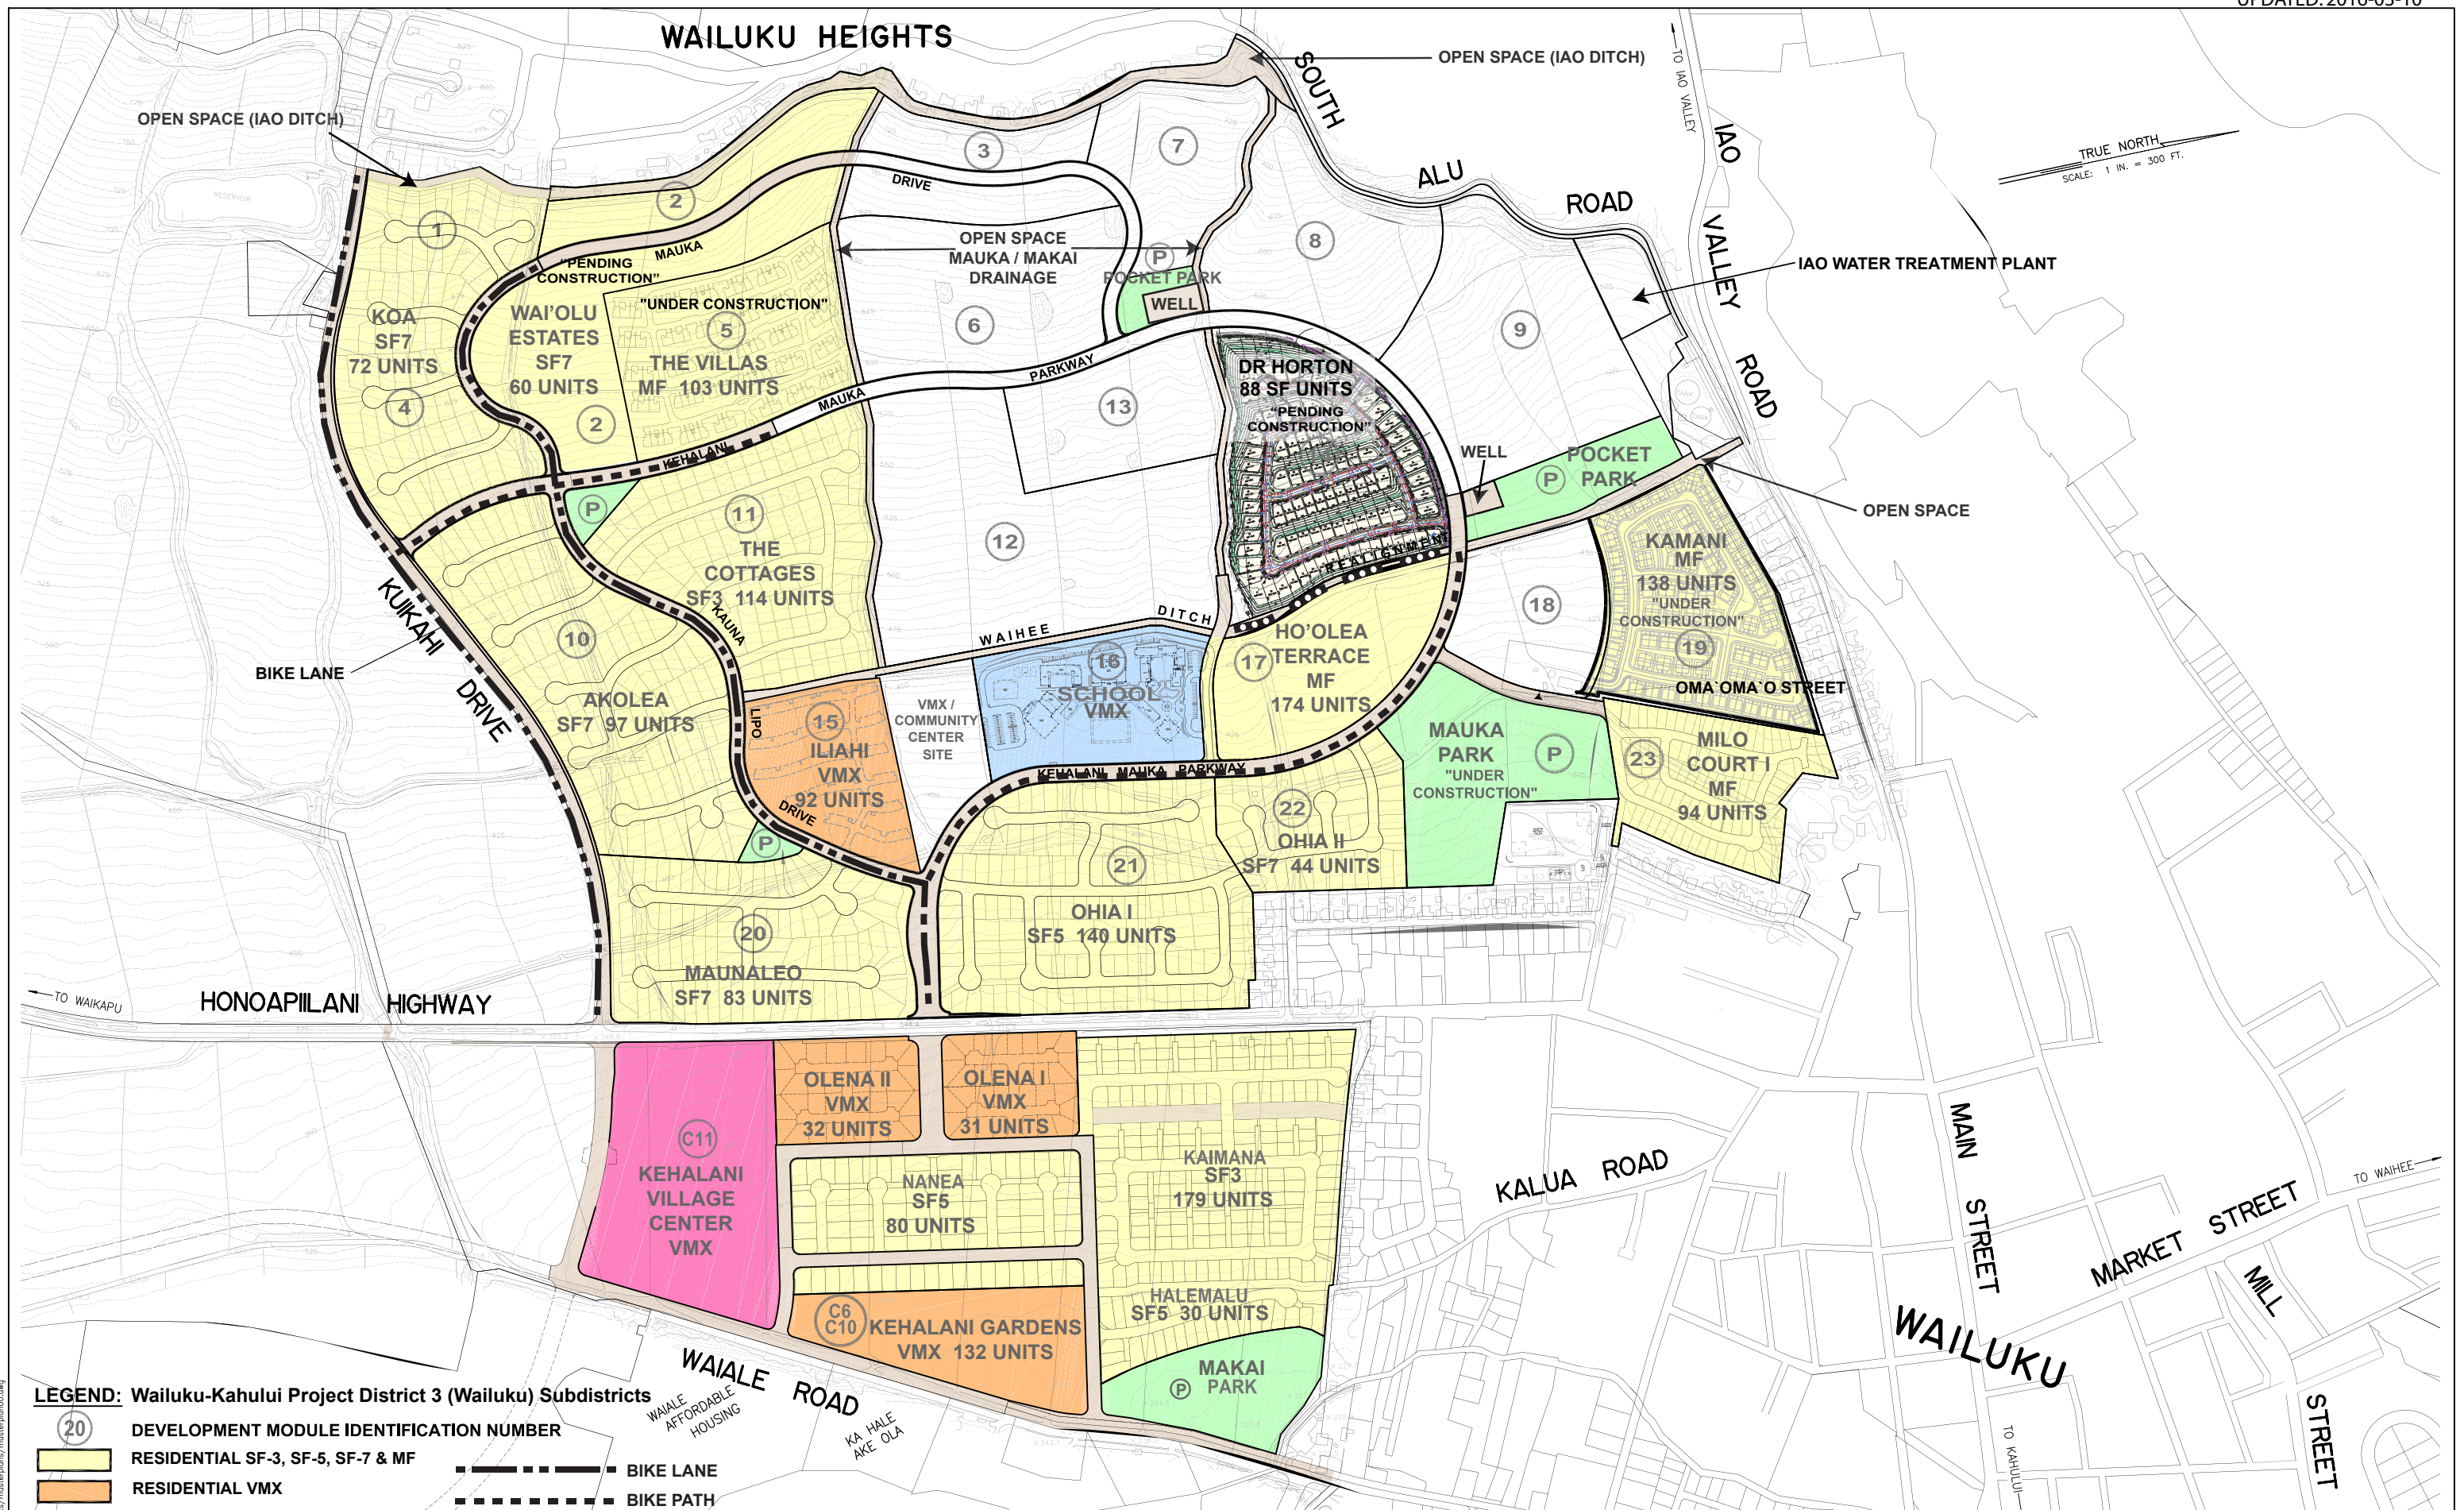 UPDATED: 2016-05-10
WAILUKU HEIGHTS
OPEN SPACE (IAO DITCH)
SOUTH
ALU
ROAD
TO IAO VALLEY
IAO
VALLEY
ROAD
TRUE NORTH
SCALE: 1 IN. = 300 FT.
OPEN SPACE (IAO DITCH)
RESERVOIR
1
2
3
7
8
9
DRIVE
MAUKA
OPEN SPACE
MAUKA / MAKAI
DRAINAGE
P
POCKET PARK
WELL
IAO WATER TREATMENT PLANT
"PENDING
CONSTRUCTION"
KOA
SF7
72 UNITS
4
WAI'OLU
ESTATES
SF7
60 UNITS
2
"UNDER CONSTRUCTION"
5
THE VILLAS
MF 103 UNITS
6
KEHALANI
MAUKA
PARKWAY
13
DR HORTON
88 SF UNITS
"PENDING
CONSTRUCTION"
TANK
TANK
WELL
POCKET
PARK
P
OPEN SPACE
P
11
THE
COTTAGES
SF3 114 UNITS
12
REALIGNMENT
KAMANI
MF
138 UNITS
"UNDER
CONSTRUCTION"
19
OMA`OMA`O STREET
18
KUIKAHI
DRIVE
BIKE LANE
10
AKOLEA
SF7 97 UNITS
KAUNA
LIPO
DRIVE
WAIHEE
DITCH
15
ILIAHI
VMX
92 UNITS
VMX /
COMMUNITY
CENTER
SITE
16
SCHOOL
VMX
17
HO'OLEA
TERRACE
MF
174 UNITS
KEHALANI MAUKA PARKWAY
MAUKA
PARK
P
"UNDER
CONSTRUCTION"
23
MILO
COURT I
MF
94 UNITS
P
22
OHIA II
SF7 44 UNITS
21
OHIA I
SF5 140 UNITS
20
MAUNALEO
SF7 83 UNITS
TO WAIKAPU
HONOAPIILANI HIGHWAY
C11
KEHALANI
VILLAGE
CENTER
VMX
OLENA II
VMX
32 UNITS
OLENA I
VMX
31 UNITS
NANEA
SF5
80 UNITS
KAIMANA
SF3
179 UNITS
HALEMALU
SF5 30 UNITS
C6
C10
KEHALANI GARDENS
VMX 132 UNITS
MAKAI
PARK
P
WAIALE ROAD
WAIALE
AFFORDABLE
HOUSING
KA HALE
AKE OLA
KALUA ROAD
MAIN
STREET
MARKET STREET
TO WAIHEE
MILL
STREET
WAILUKU
TO KAHULUI
LEGEND: Wailuku-Kahului Project District 3 (Wailuku) Subdistricts
20 DEVELOPMENT MODULE IDENTIFICATION NUMBER
RESIDENTIAL SF-3, SF-5, SF-7 & MF
RESIDENTIAL VMX
BIKE LANE
BIKE PATH